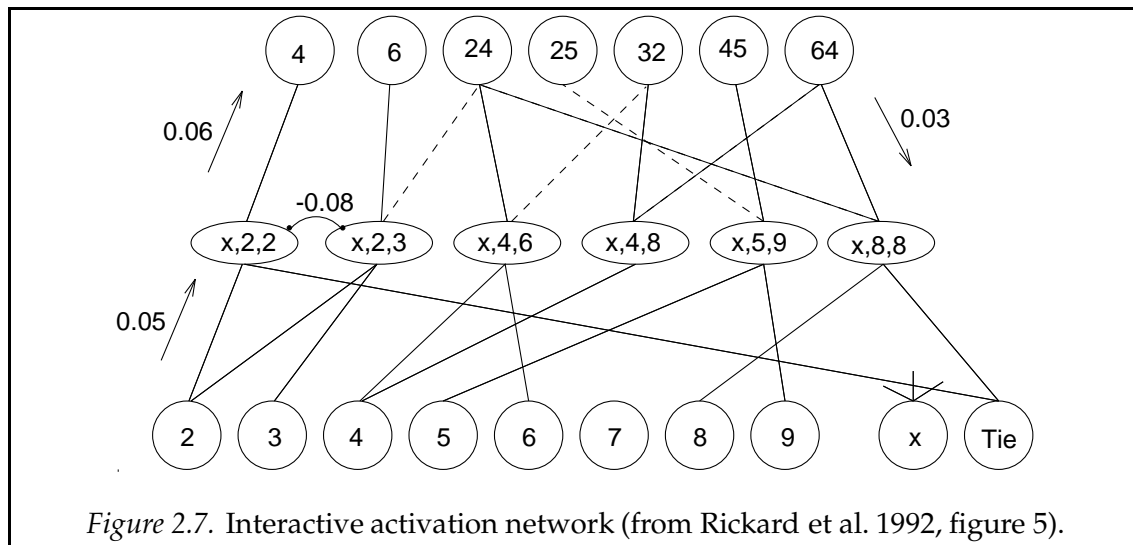 4 6 24 25 32 45 64
0.06 0.03
-0.08
x,2,2 x,2,3 x,4,6 x,4,8 x,5,9 x,8,8
0.05
2 3 4 5 6 7 8 9 x Tie
Figure 2.7. Interactive activation network (from Rickard et al. 1992, figure 5).